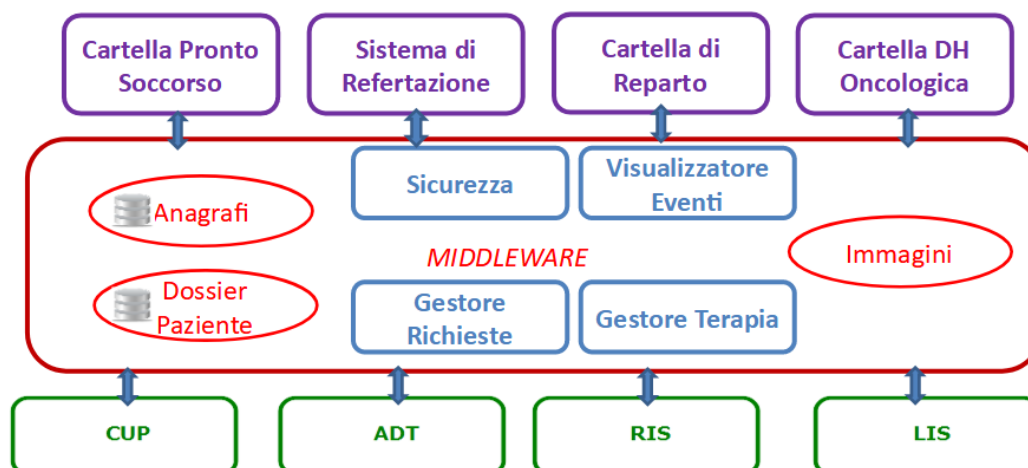 Cartella Pronto
Soccorso
Sistema di
Refertazione
Cartella di
Reparto
Cartella DH
Oncologica
Anagrafi
Sicurezza
Visualizzatore
Eventi
MIDDLEWARE
Immagini
Dossier
Paziente
Gestore
Richieste
Gestore Terapia
CUP
ADT
RIS
LIS